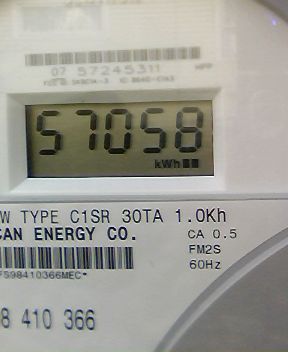 07 57245311
57058
kWh
W TYPE C1SR 30TA 1.0Kh
CAN ENERGY CO.
CA 0.5
FM2S
60Hz
FS98410366MEC*
8 410 366